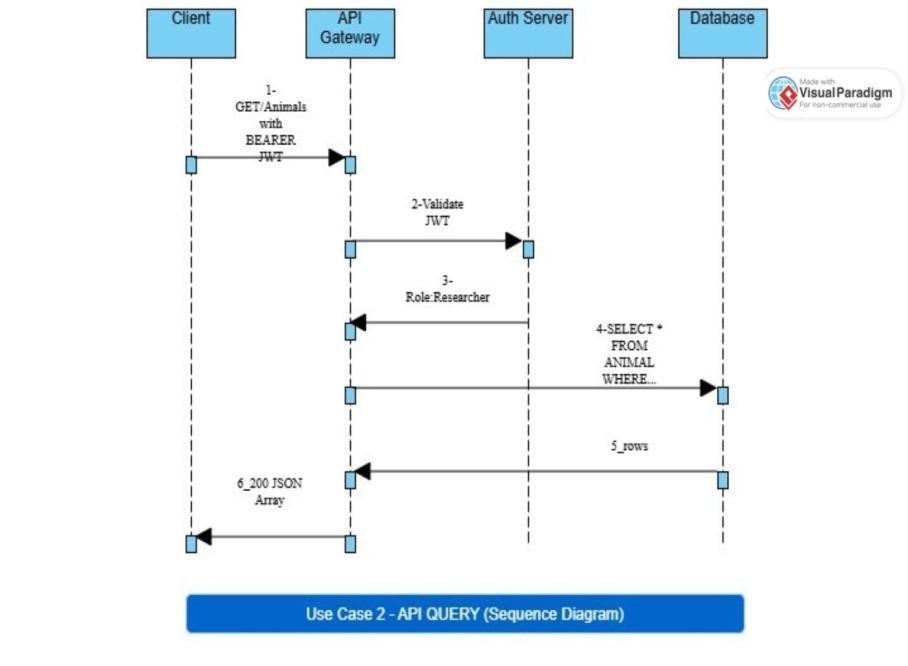 Client
API
Gateway
Auth Server
Database
Made with
VisualParadigm
For non-commercial use
1-
GET/Animals
with
BEARER
JWT
2-Validate
JWT
3-
Role:Researcher
4-SELECT *
FROM
ANIMAL
WHERE...
5_rows
6_200 JSON
Array
Use Case 2 - API QUERY (Sequence Diagram)